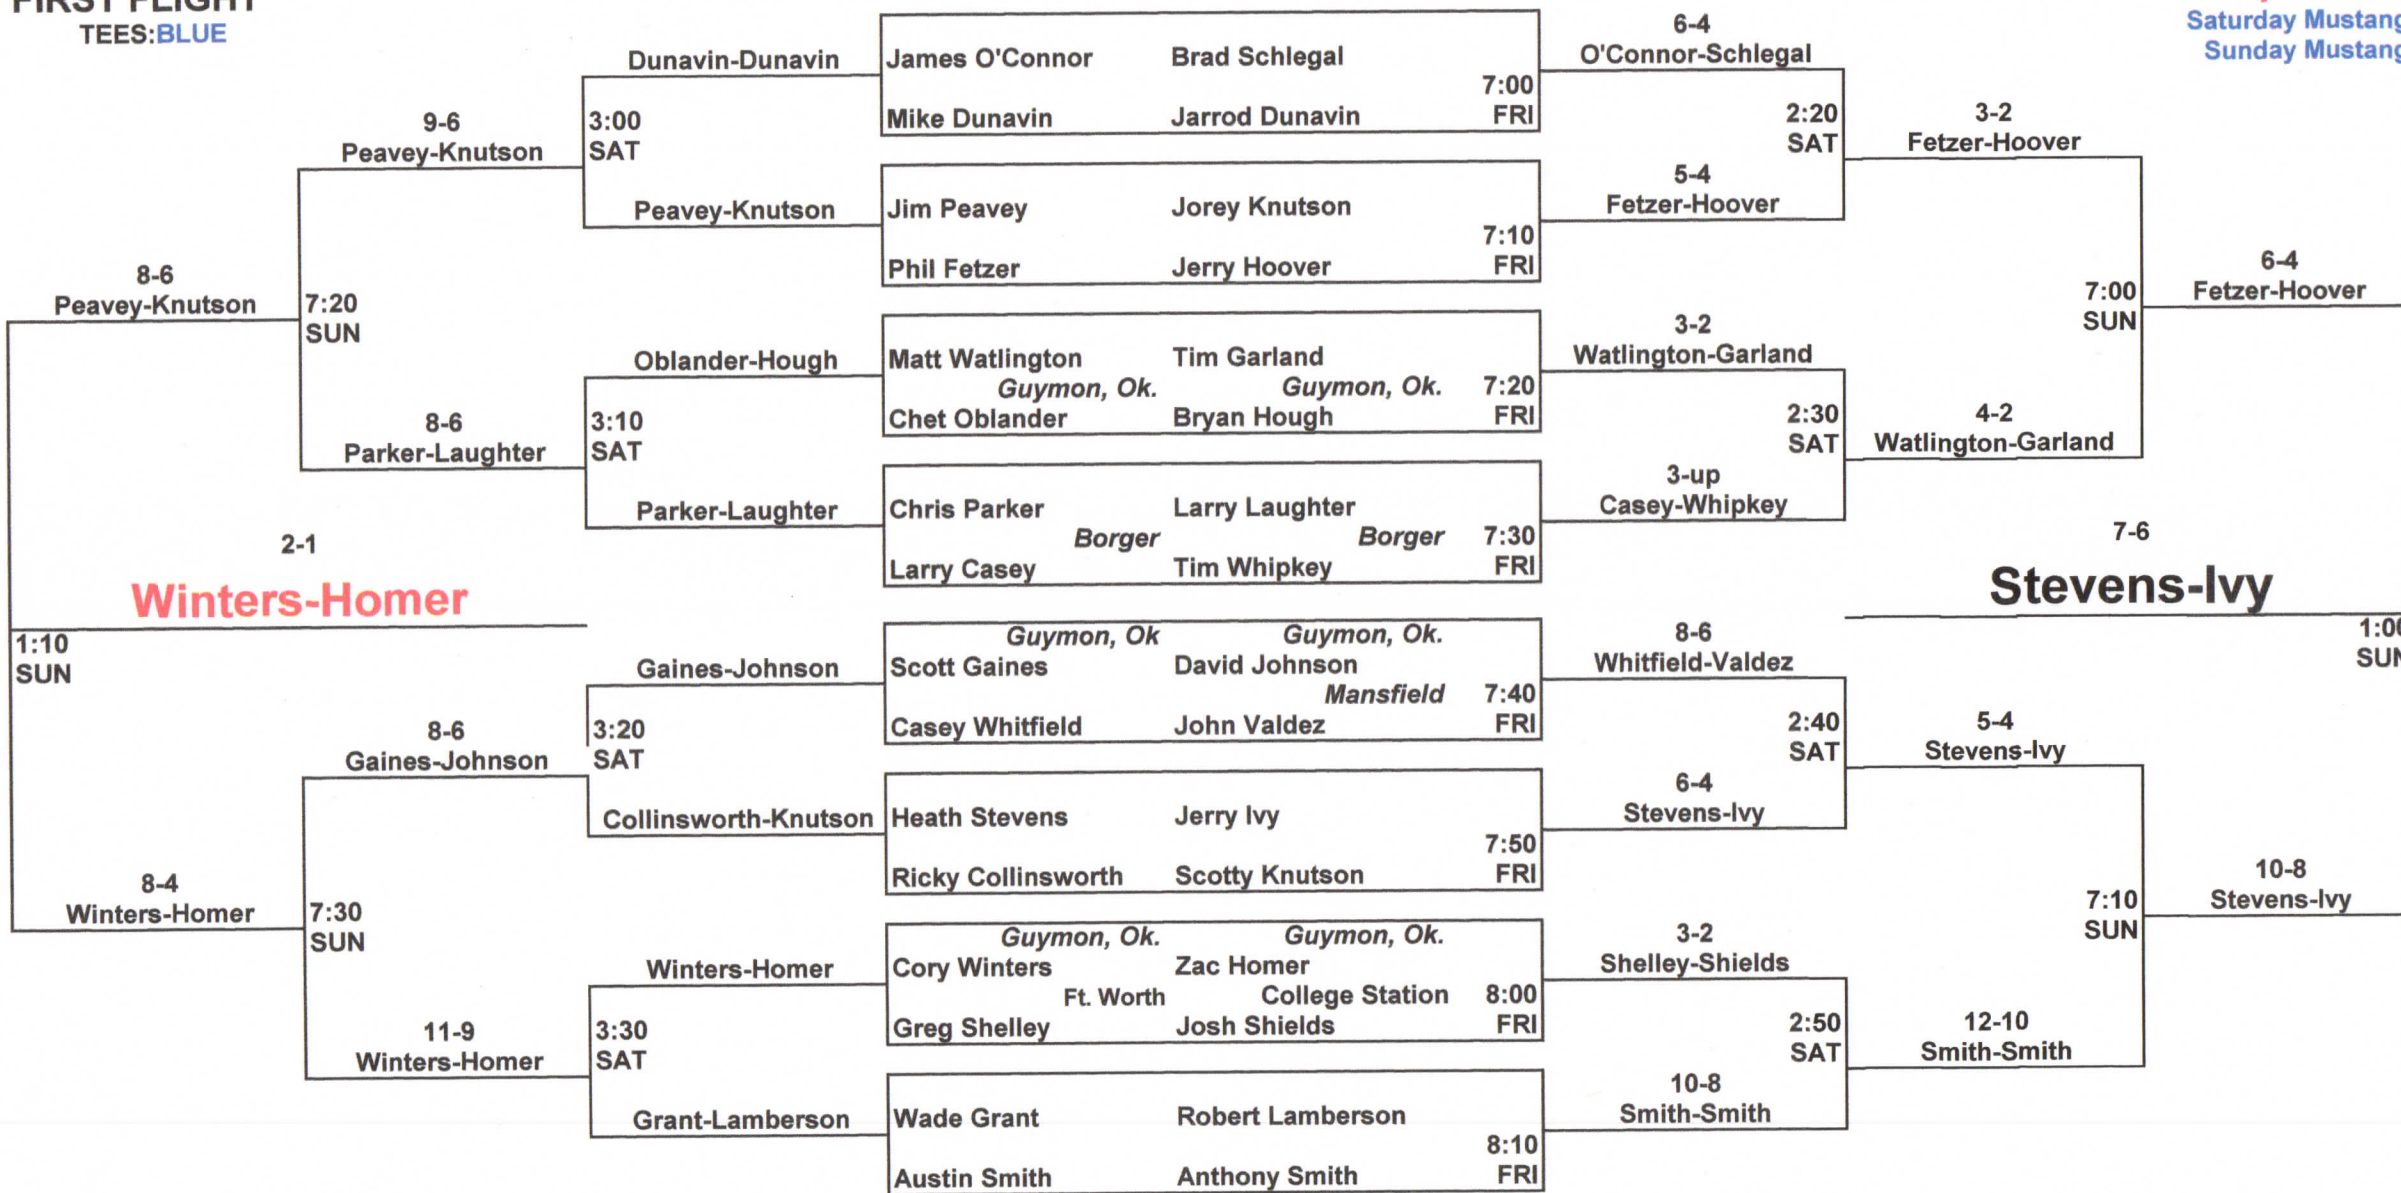 FIRST FLIGHT
TEES:BLUE
Saturday Mustang
Sunday Mustang
Dunavin-Dunavin
James O'Connor Brad Schlegal
7:00
Mike Dunavin Jarrod Dunavin FRI
6-4
O'Connor-Schlegal
9-6
Peavey-Knutson
3:00
SAT
2:20
SAT
3-2
Fetzer-Hoover
Peavey-Knutson
Jim Peavey Jorey Knutson
7:10
Phil Fetzer Jerry Hoover FRI
5-4
Fetzer-Hoover
8-6
Peavey-Knutson
7:20
SUN
7:00
SUN
6-4
Fetzer-Hoover
Oblander-Hough
Matt Watlington Tim Garland
Guymon, Ok. Guymon, Ok. 7:20
Chet Oblander Bryan Hough FRI
3-2
Watlington-Garland
8-6
Parker-Laughter
3:10
SAT
2:30
SAT
4-2
Watlington-Garland
Parker-Laughter
Chris Parker Larry Laughter
Borger Borger 7:30
Larry Casey Tim Whipkey FRI
3-up
Casey-Whipkey
2-1
Winters-Homer
1:10
SUN
7-6
Stevens-Ivy
1:00
SUN
Gaines-Johnson
Guymon, Ok Guymon, Ok.
Scott Gaines David Johnson
Mansfield 7:40
Casey Whitfield John Valdez FRI
8-6
Whitfield-Valdez
8-6
Gaines-Johnson
3:20
SAT
2:40
SAT
5-4
Stevens-Ivy
Collinsworth-Knutson
Heath Stevens Jerry Ivy
7:50
Ricky Collinsworth Scotty Knutson FRI
6-4
Stevens-Ivy
8-4
Winters-Homer
7:30
SUN
7:10
SUN
10-8
Stevens-Ivy
Winters-Homer
Guymon, Ok. Guymon, Ok.
Cory Winters Zac Homer
Ft. Worth College Station 8:00
Greg Shelley Josh Shields FRI
3-2
Shelley-Shields
11-9
Winters-Homer
3:30
SAT
2:50
SAT
12-10
Smith-Smith
Grant-Lamberson
Wade Grant Robert Lamberson
8:10
Austin Smith Anthony Smith FRI
10-8
Smith-Smith